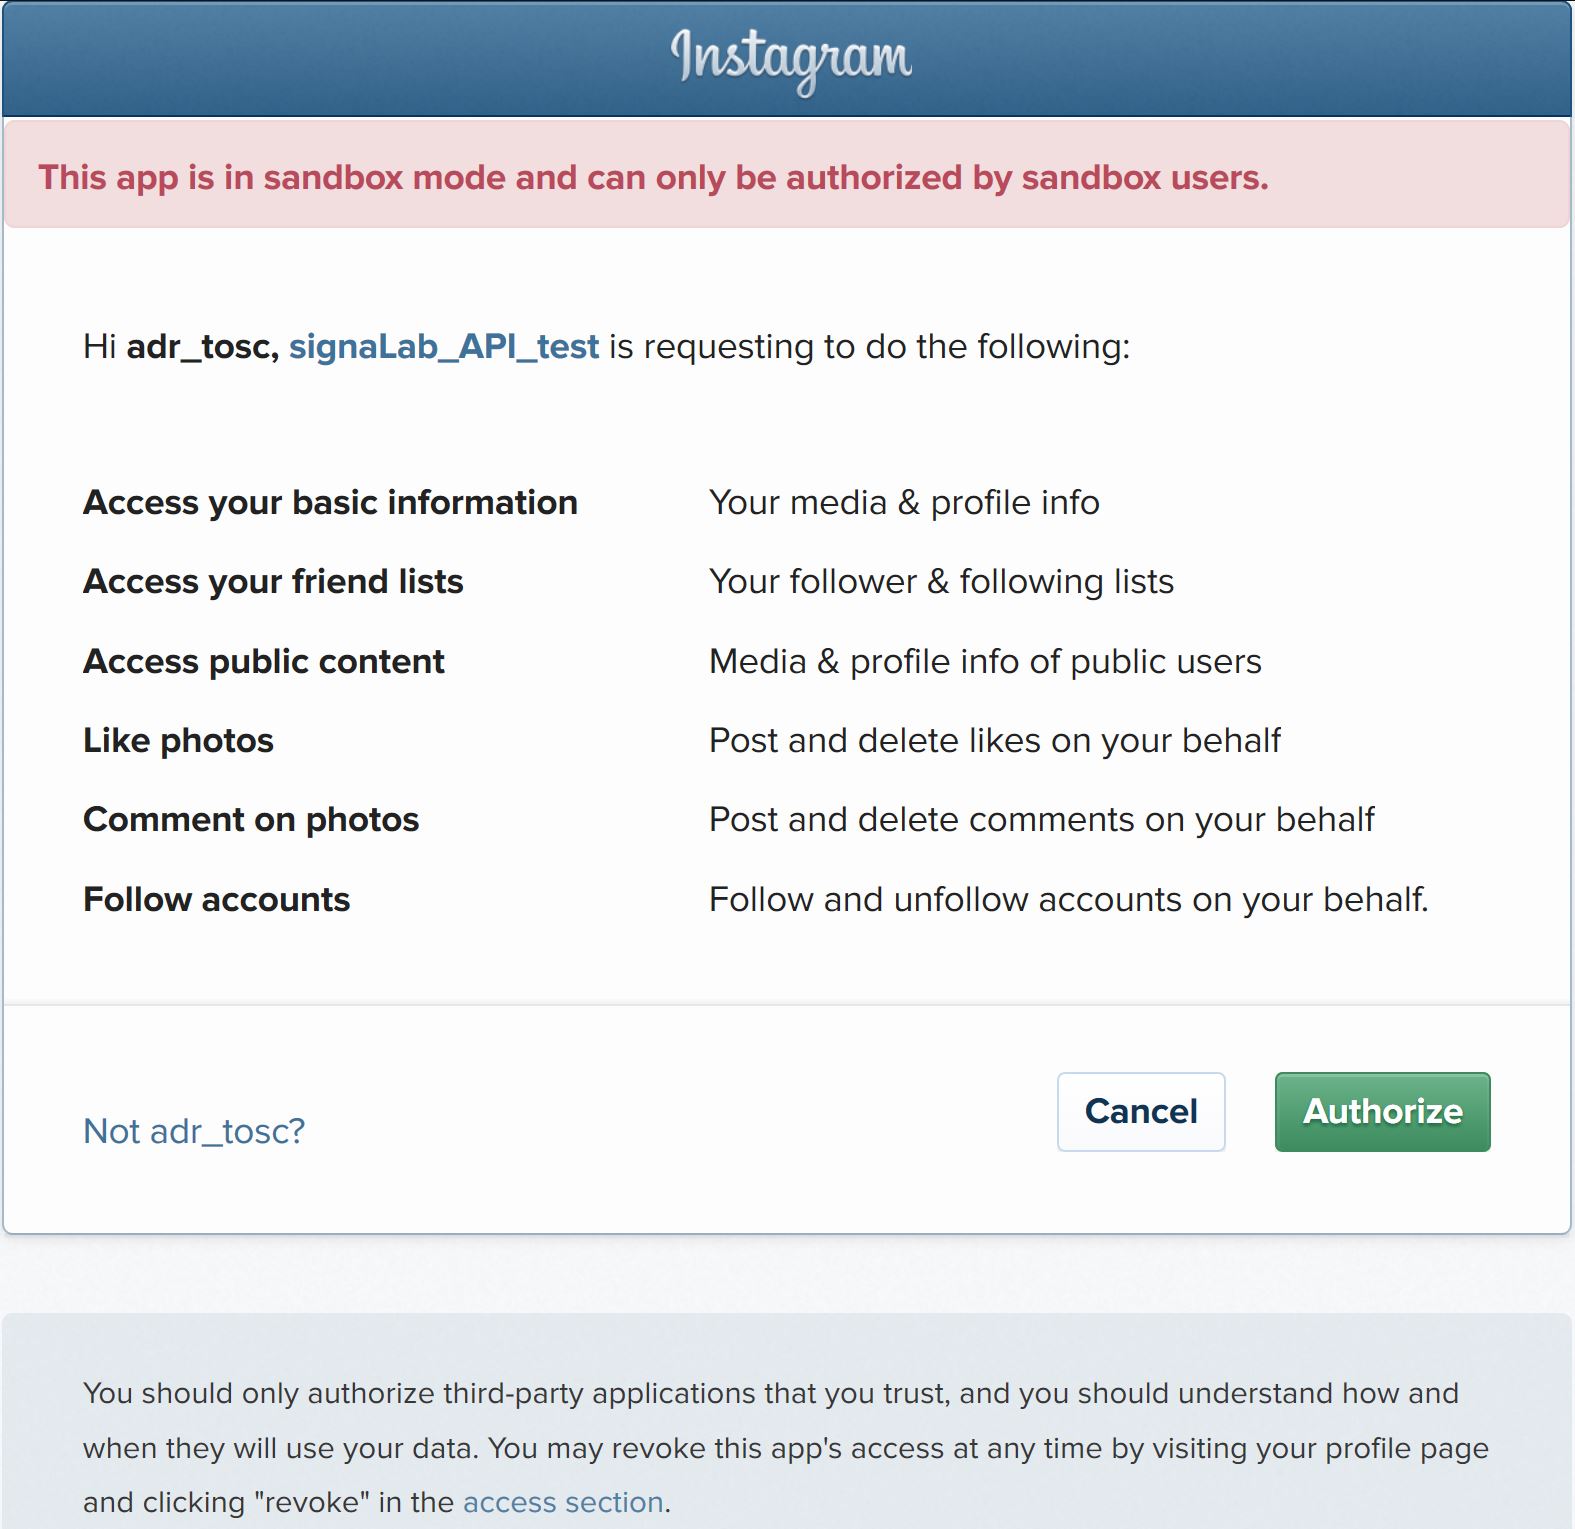 Instagram
This app is in sandbox mode and can only be authorized by sandbox users.
Hi adr_tosc, signaLab_API_test is requesting to do the following:
Access your basic information Your media & profile info
Access your friend lists Your follower & following lists
Access public content Media & profile info of public users
Like photos Post and delete likes on your behalf
Comment on photos Post and delete comments on your behalf
Follow accounts Follow and unfollow accounts on your behalf.
Not adr_tosc? Cancel Authorize
You should only authorize third-party applications that you trust, and you should understand how and
when they will use your data. You may revoke this app's access at any time by visiting your profile page
and clicking "revoke" in the access section.